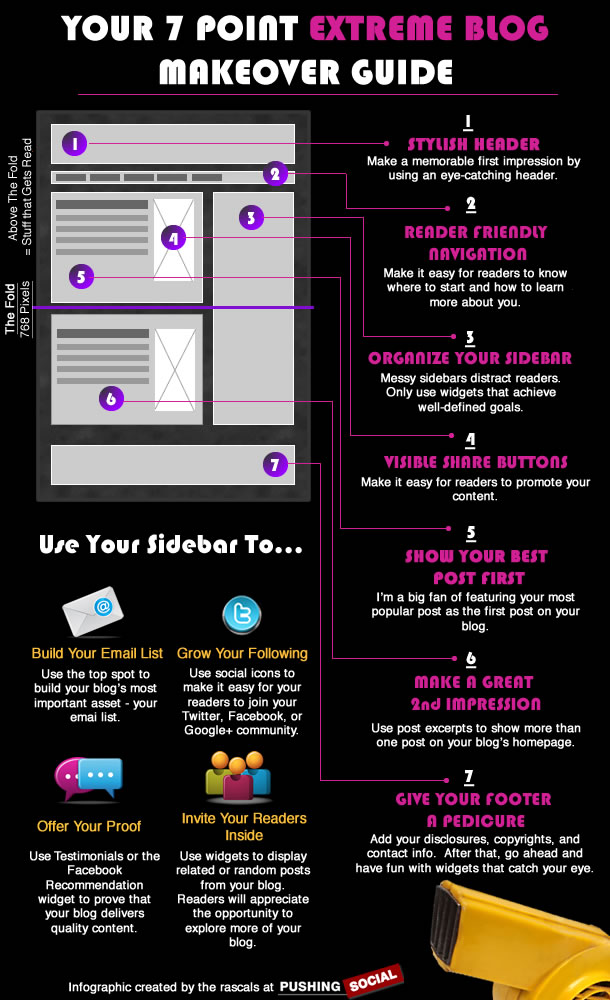 YOUR 7 POINT EXTREME BLOG
MAKEOVER GUIDE
Above The Fold
= Stuff that Gets Read
The Fold
768 Pixels
1
2
3
4
5
6
7
1
STYLISH HEADER
Make a memorable first impression by
using an eye-catching header.
2
READER FRIENDLY
NAVIGATION
Make it easy for readers to know
where to start and how to learn
more about you.
3
ORGANIZE YOUR SIDEBAR
Messy sidebars distract readers.
Only use widgets that achieve
well-defined goals.
4
VISIBLE SHARE BUTTONS
Make it easy for readers to promote your
content.
5
SHOW YOUR BEST
POST FIRST
I'm a big fan of featuring your most
popular post as the first post on your
blog.
6
MAKE A GREAT
2nd IMPRESSION
Use post excerpts to show more than
one post on your blog's homepage.
7
GIVE YOUR FOOTER
A PEDICURE
Add your disclosures, copyrights, and
contact info. After that, go ahead and
have fun with widgets that catch your eye.
Use Your Sidebar To...
@
Build Your Email List
Use the top spot to
build your blog's most
important asset - your
emai list.
t
Grow Your Following
Use social icons to
make it easy for your
readers to join your
Twitter, Facebook, or
Google+ community.
Offer Your Proof
Use Testimonials or the
Facebook
Recommendation
widget to prove that
your blog delivers
quality content.
Invite Your Readers
Inside
Use widgets to display
related or random posts
from your blog.
Readers will appreciate
the opportunity to
explore more of your
blog.
Infographic created by the rascals at PUSHING SOCIAL